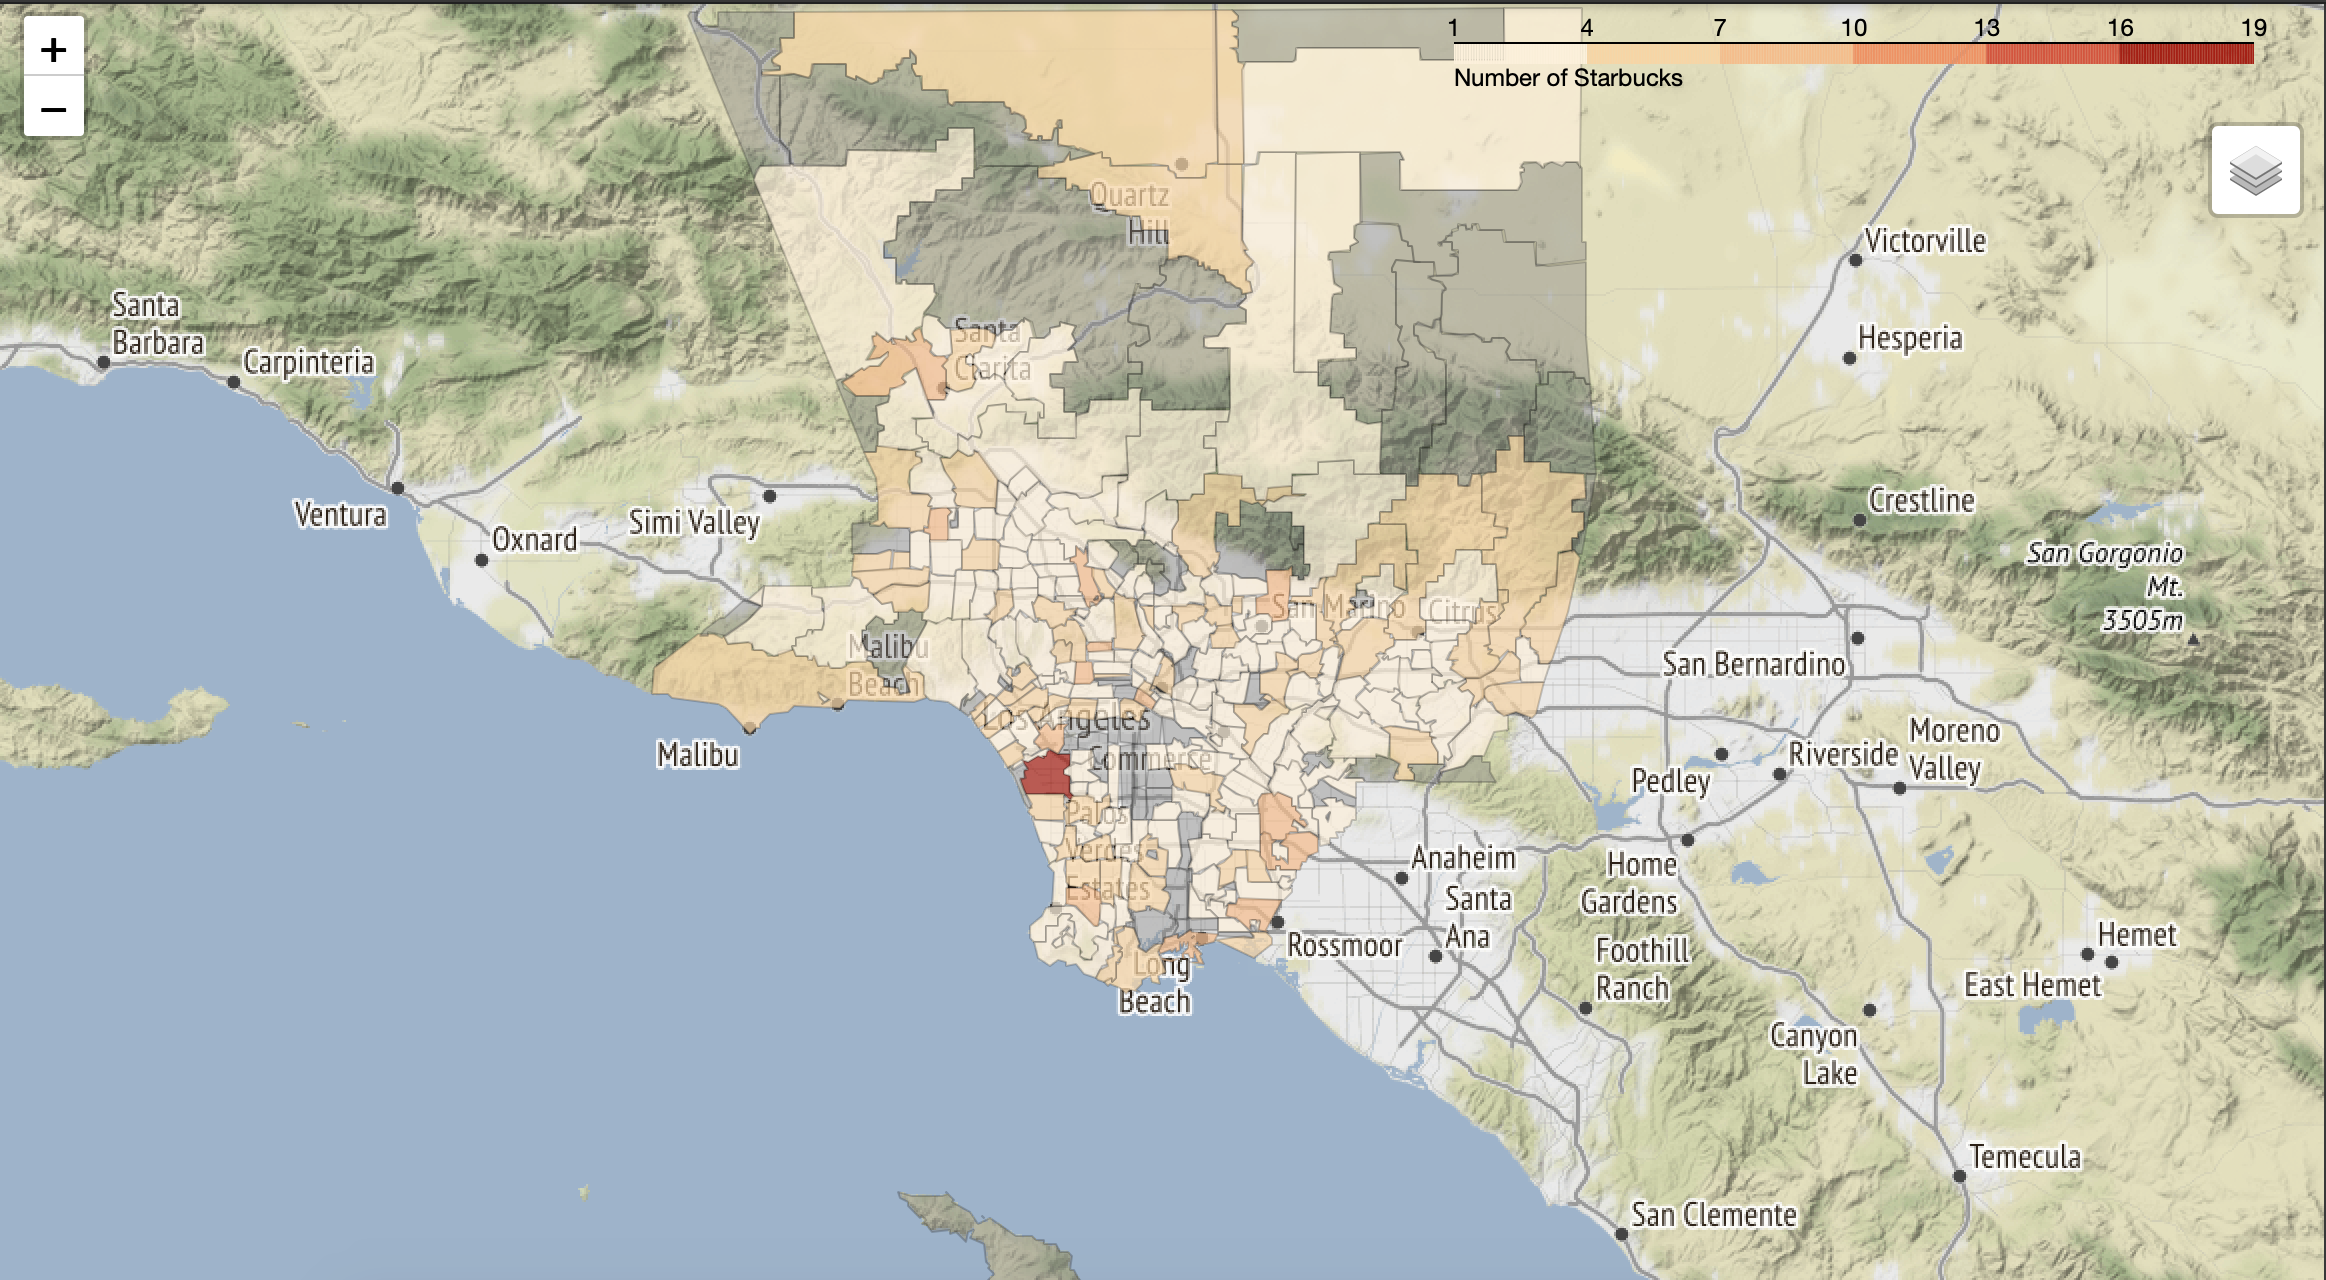 +
−
1 4 7 10 13 16 19
Number of Starbucks
Quartz
Hill
Victorville
Santa
Barbara
Carpinteria
Hesperia
Santa
Clarita
Ventura
Oxnard
Simi Valley
Crestline
San Gorgonio
Mt.
3505m
San Marino
Citrus
Malibu
Beach
San Bernardino
Los Angeles
Commerce
Malibu
Moreno
Valley
Riverside
Pedley
Palos
Verdes
Estates
Anaheim
Santa
Ana
Home
Gardens
Rossmoor
Foothill
Ranch
Hemet
East Hemet
Long
Beach
Canyon
Lake
Temecula
San Clemente